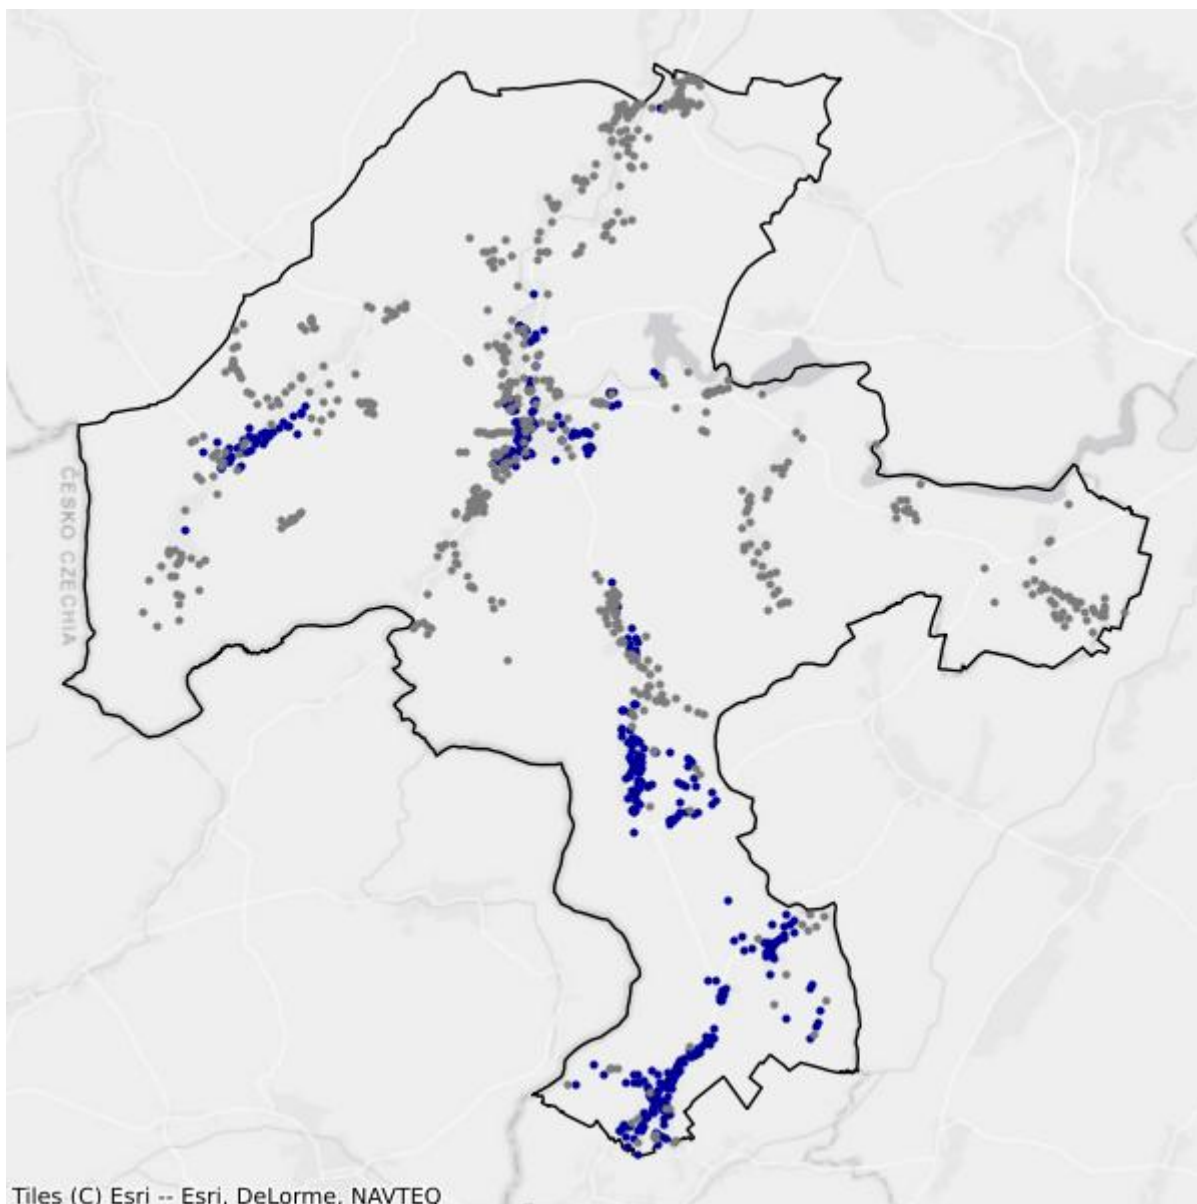 ČESKO CZECHIA
Tiles (C) Esri -- Esri, DeLorme, NAVTEQ